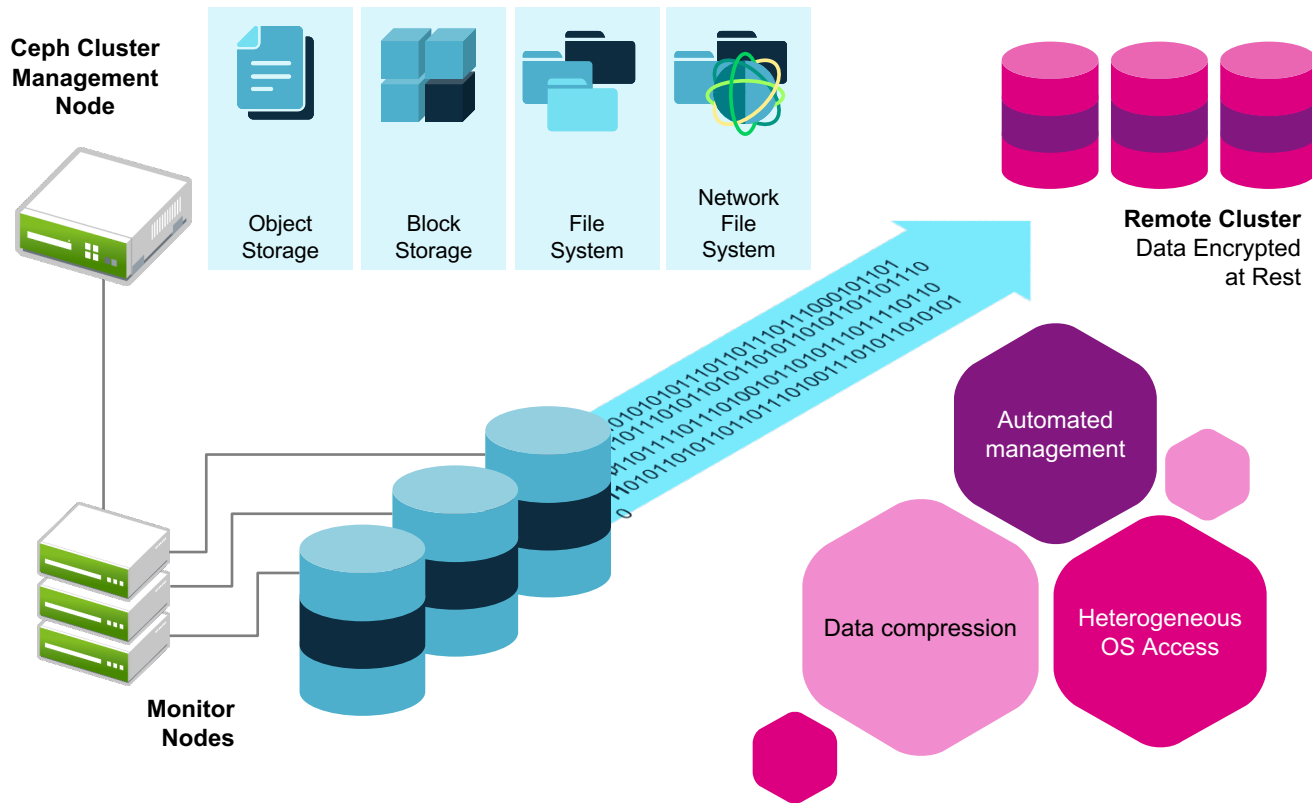 Ceph Cluster
Management
Node
Object
Storage
Block
Storage
File
System
Network
File
System
Remote Cluster
Data Encrypted
at Rest
Automated
management
Data compression
Heterogeneous
OS Access
Monitor
Nodes